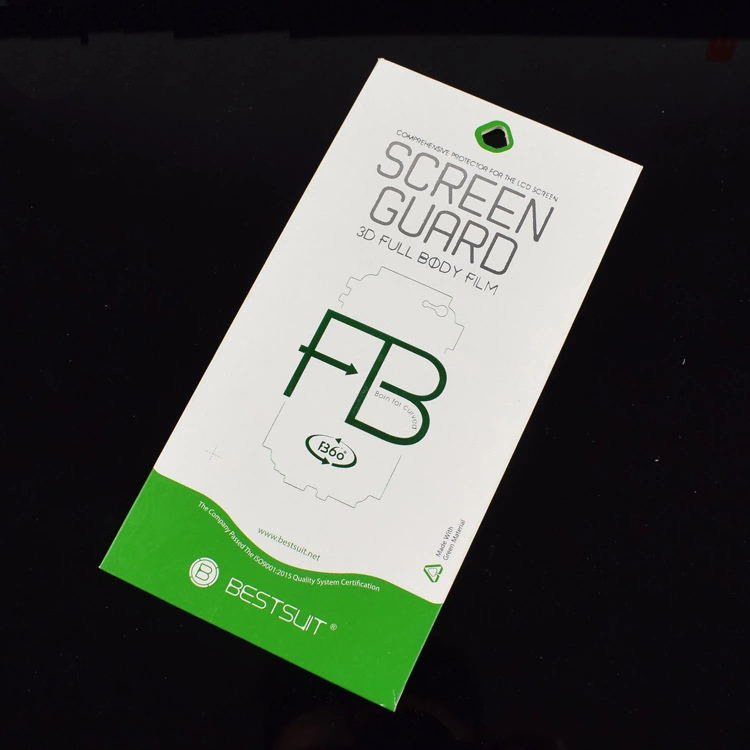 COMPREHENSIVE PROTECTOR FOR THE LCD SCREEN
SCREEN
GUARD
3D FULL BODY FILM
FB
Born for Curved
B360°
Made With
Green Material
www.bestsuit.net
The Company Passed The ISO9001:2015 Quality System Certification
B BESTSUIT®